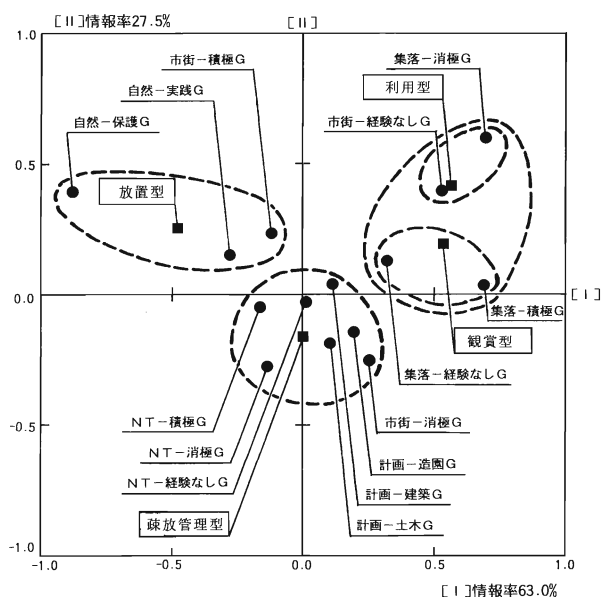 [II]情報率27.5%
[II]
1.0
市街－積極G
集落－消極G
自然－実践G
利用型
自然－保護G
市街－経験なしG
0.5
放置型
0.0
[I]
集落－積極G
観賞型
集落－経験なしG
NT－積極G
市街－消極G
-0.5
NT－消極G
計画－造園G
NT－経験なしG
計画－建築G
疎放管理型
計画－土木G
-1.0
-1.0 -0.5 0.0 0.5 1.0
[I]情報率63.0%